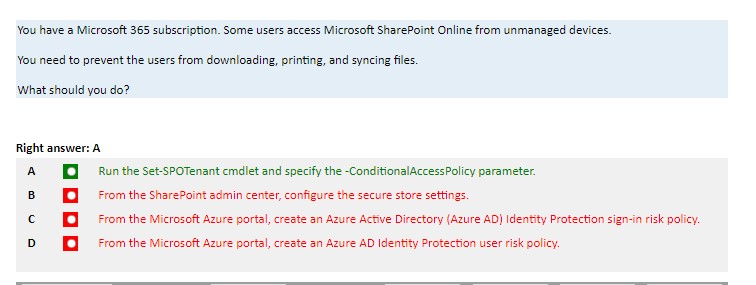 You have a Microsoft 365 subscription. Some users access Microsoft SharePoint Online from unmanaged devices.
You need to prevent the users from downloading, printing, and syncing files.
What should you do?
Right answer: A
A Run the Set-SPOTenant cmdlet and specify the -ConditionalAccessPolicy parameter.
B From the SharePoint admin center, configure the secure store settings.
C From the Microsoft Azure portal, create an Azure Active Directory (Azure AD) Identity Protection sign-in risk policy.
D From the Microsoft Azure portal, create an Azure AD Identity Protection user risk policy.